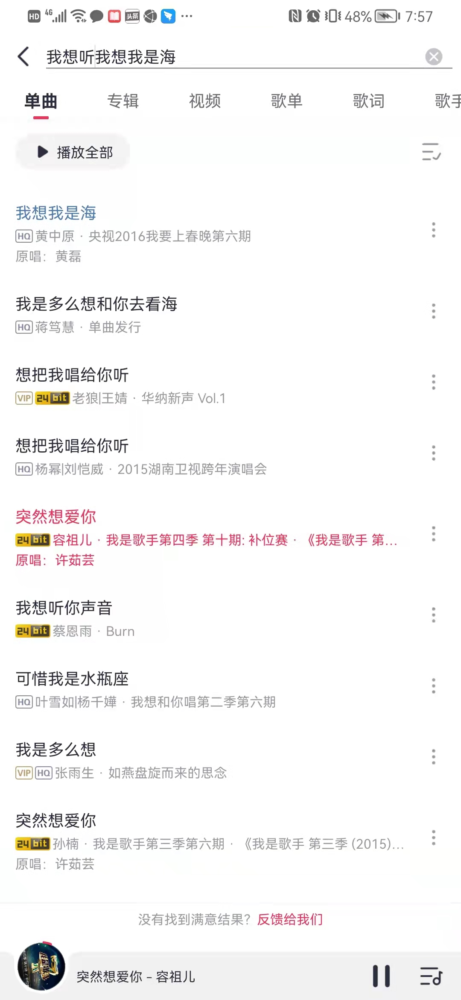 HD 4G 头条 ··· 48% 7:57
我想听我想我是海
单曲 专辑 视频 歌单 歌词 歌手
播放全部
我想我是海
HQ 黄中原 · 央视2016我要上春晚第六期
原唱：黄磊
我是多么想和你去看海
HQ 蒋笃慧 · 单曲发行
想把我唱给你听
VIP 24 bit 老狼|王婧 · 华纳新声 Vol.1
想把我唱给你听
HQ 杨幂|刘恺威 · 2015湖南卫视跨年演唱会
突然想爱你
24 bit 容祖儿 · 我是歌手第四季 第十期: 补位赛 · 《我是歌手 第...
原唱：许茹芸
我想听你声音
24 bit 蔡恩雨 · Burn
可惜我是水瓶座
HQ 叶雪如|杨千嬅 · 我想和你唱第二季第六期
我是多么想
VIP HQ 张雨生 · 如燕盘旋而来的思念
突然想爱你
24 bit 孙楠 · 我是歌手第三季第六期 · 《我是歌手 第三季 (2015)...
原唱：许茹芸
没有找到满意结果？反馈给我们
突然想爱你 - 容祖儿